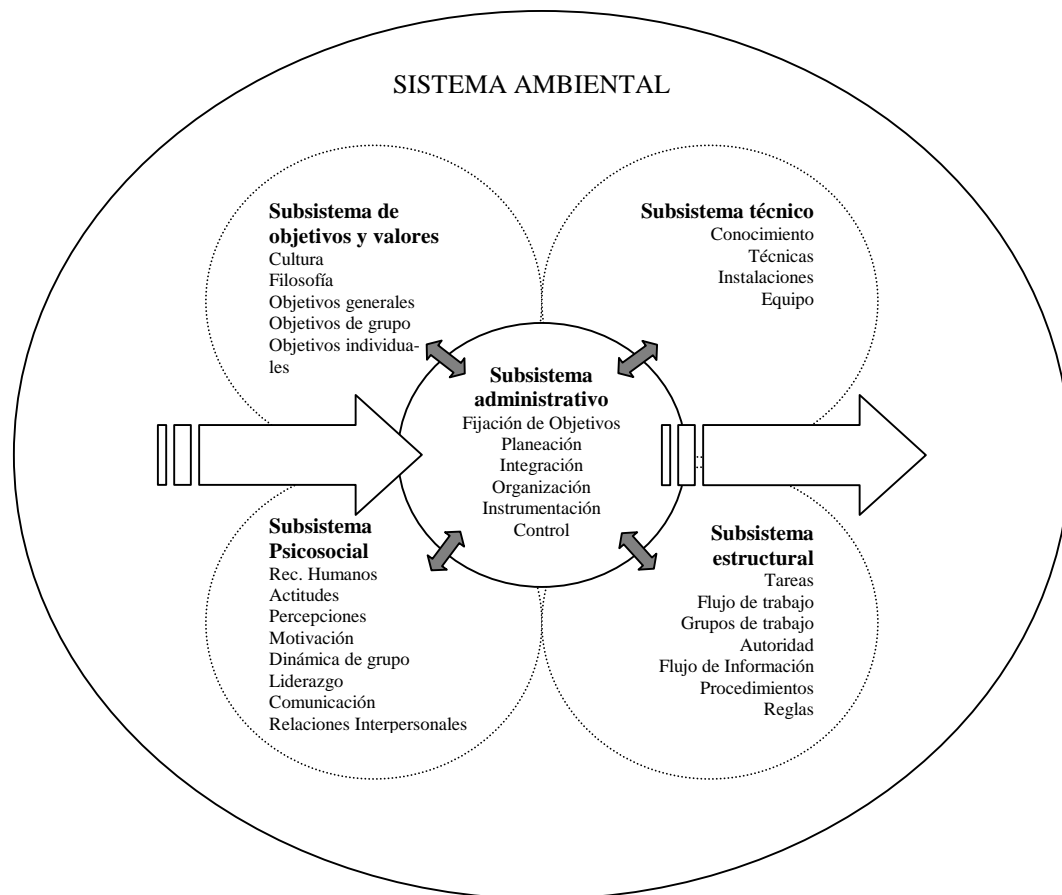 SISTEMA AMBIENTAL
Subsistema de
objetivos y valores
Cultura
Filosofía
Objetivos generales
Objetivos de grupo
Objetivos individua-
les
Subsistema técnico
Conocimiento
Técnicas
Instalaciones
Equipo
Subsistema
administrativo
Fijación de Objetivos
Planeación
Integración
Organización
Instrumentación
Control
Subsistema
Psicosocial
Rec. Humanos
Actitudes
Percepciones
Motivación
Dinámica de grupo
Liderazgo
Comunicación
Relaciones Interpersonales
Subsistema
estructural
Tareas
Flujo de trabajo
Grupos de trabajo
Autoridad
Flujo de Información
Procedimientos
Reglas